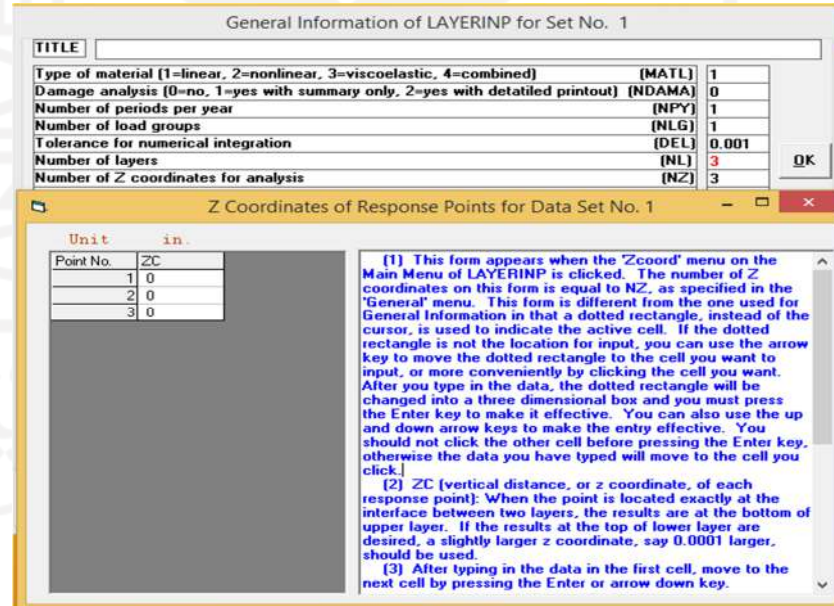 General Information of LAYERINP for Set No. 1
TITLE
Type of material (1=linear, 2=nonlinear, 3=viscoelastic, 4=combined) (MATL) 1
Damage analysis (0=no, 1=yes with summary only, 2=yes with detatiled printout) (NDAMA) 0
Number of periods per year (NPY) 1
Number of load groups (NLG) 1
Tolerance for numerical integration (DEL) 0.001
Number of layers (NL) 3
OK
Number of Z coordinates for analysis (NZ) 3
Z Coordinates of Response Points for Data Set No. 1
Unit in.
Point No. ZC
1 0
2 0
3 0
(1) This form appears when the 'Zcoord' menu on the
Main Menu of LAYERINP is clicked. The number of Z
coordinates on this form is equal to NZ, as specified in the
'General' menu. This form is different from the one used for
General Information in that a dotted rectangle, instead of the
cursor, is used to indicate the active cell. If the dotted
rectangle is not the location for input, you can use the arrow
key to move the dotted rectangle to the cell you want to
input, or more conveniently by clicking the cell you want.
After you type in the data, the dotted rectangle will be
changed into a three dimensional box and you must press
the Enter key to make it effective. You can also use the up
and down arrow keys to make the entry effective. You
should not click the other cell before pressing the Enter key,
otherwise the data you have typed will move to the cell you
click.
(2) ZC (vertical distance, or z coordinate, of each
response point): When the point is located exactly at the
interface between two layers, the results are at the bottom of
upper layer. If the results at the top of lower layer are
desired, a slightly larger z coordinate, say 0.0001 larger,
should be used.
(3) After typing in the data in the first cell, move to the
next cell by pressing the Enter or arrow down key.